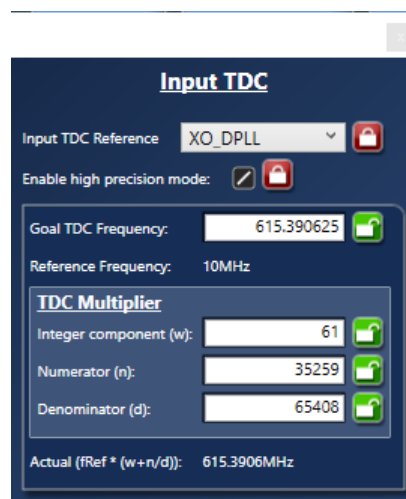 Input TDC
Input TDC Reference XO_DPLL
Enable high precision mode:
Goal TDC Frequency: 615.390625
Reference Frequency: 10MHz
TDC Multiplier
Integer component (w): 61
Numerator (n): 35259
Denominator (d): 65408
Actual (fRef * (w+n/d)): 615.3906MHz